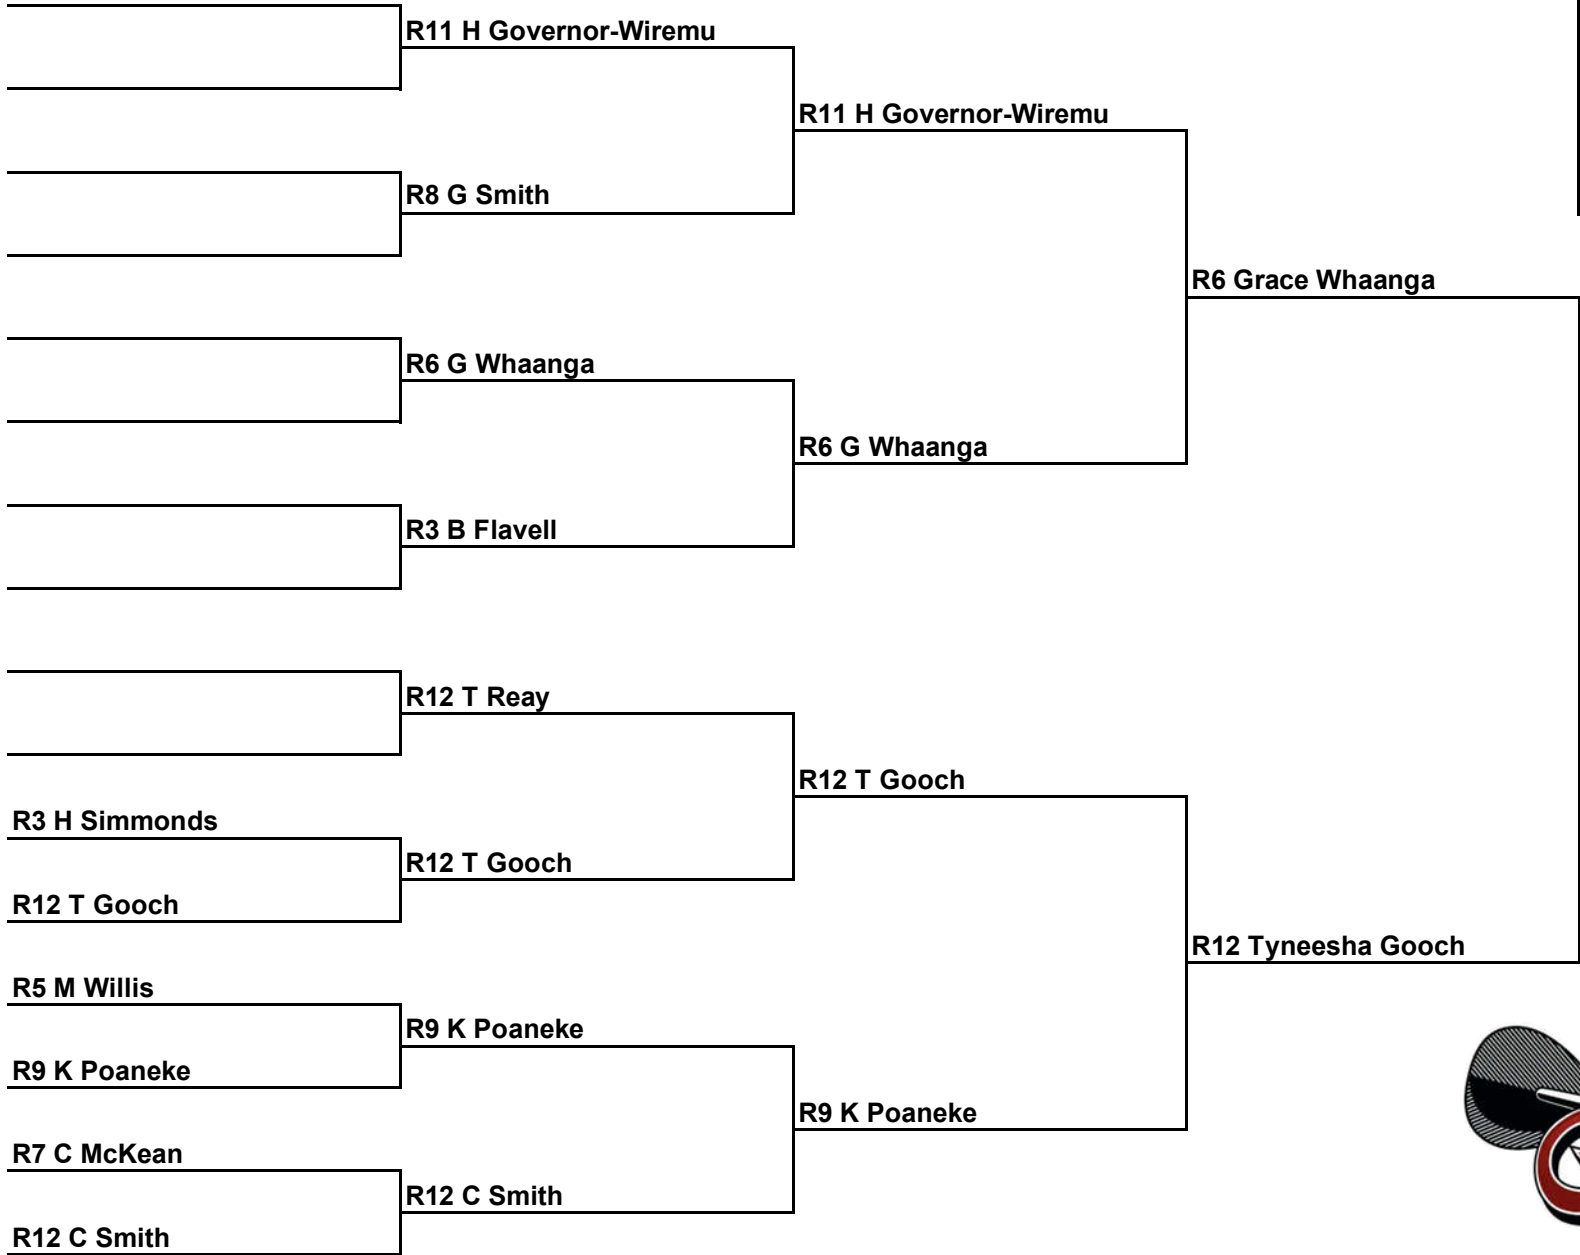 R11 H Governor-Wiremu
R11 H Governor-Wiremu
R8 G Smith
R6 Grace Whaanga
R6 G Whaanga
R6 G Whaanga
R3 B Flavell
R12 T Reay
R12 T Gooch
R3 H Simmonds
R12 T Gooch
R12 T Gooch
R12 Tyneesha Gooch
R5 M Willis
R9 K Poaneke
R9 K Poaneke
R9 K Poaneke
R7 C McKean
R12 C Smith
R12 C Smith